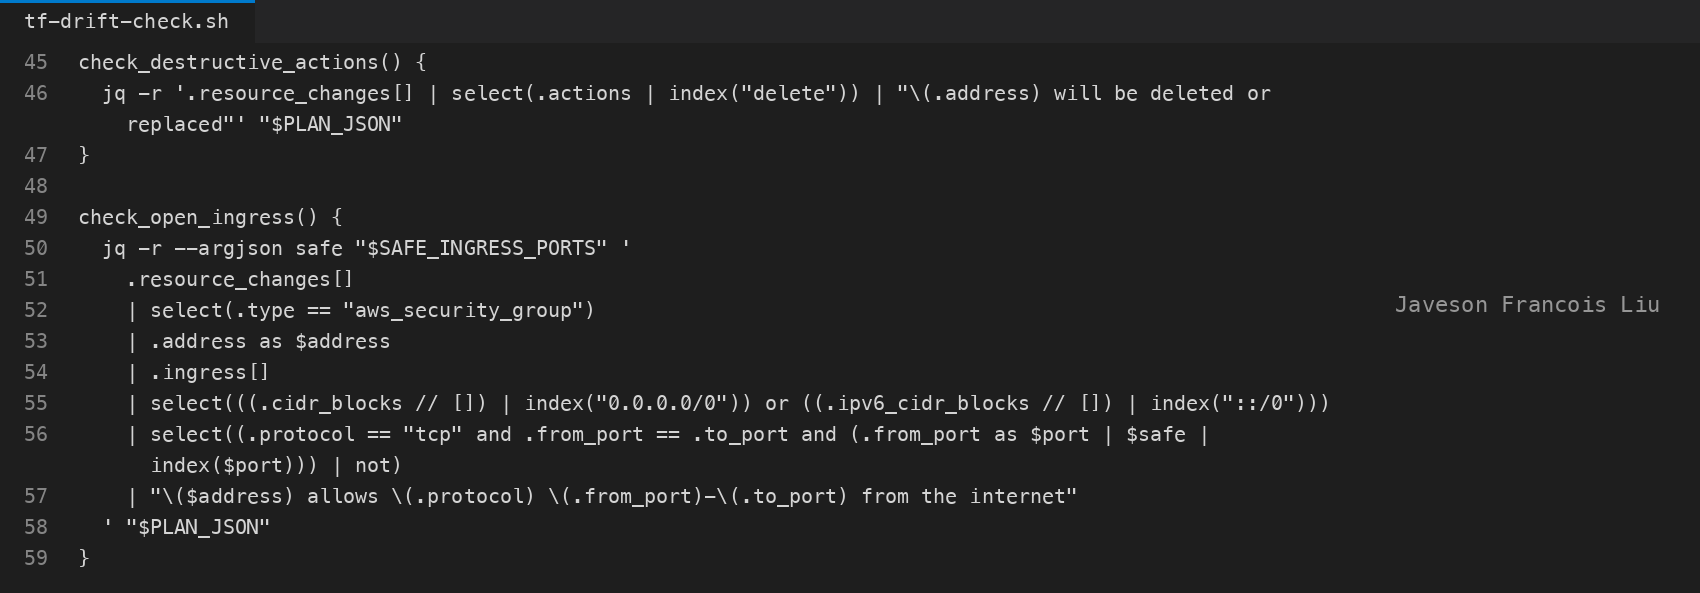 tf-drift-check.sh
45 check_destructive_actions() {
46   jq -r '.resource_changes[] | select(.actions | index("delete")) | "\(.address) will be deleted or
       replaced"' "$PLAN_JSON"
47 }
48
49 check_open_ingress() {
50   jq -r --argjson safe "$SAFE_INGRESS_PORTS" '
51     .resource_changes[]
52     | select(.type == "aws_security_group")
53     | .address as $address
54     | .ingress[]
55     | select(((.cidr_blocks // []) | index("0.0.0.0/0")) or ((.ipv6_cidr_blocks // []) | index("::/0")))
56     | select((.protocol == "tcp" and .from_port == .to_port and (.from_port as $port | $safe |
         index($port))) | not)
57     | "\($address) allows \(.protocol) \(.from_port)-\(.to_port) from the internet"
58   ' "$PLAN_JSON"
59 }
Javeson Francois Liu